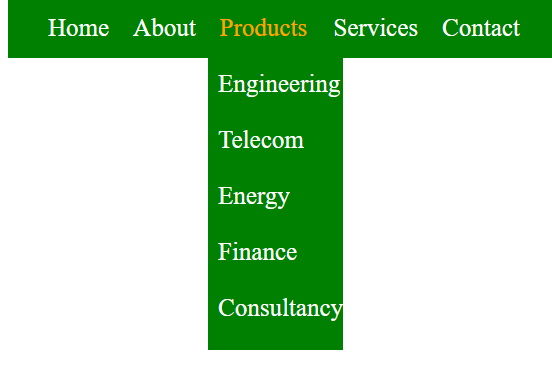 Home About Products Services Contact
Engineering
Telecom
Energy
Finance
Consultancy